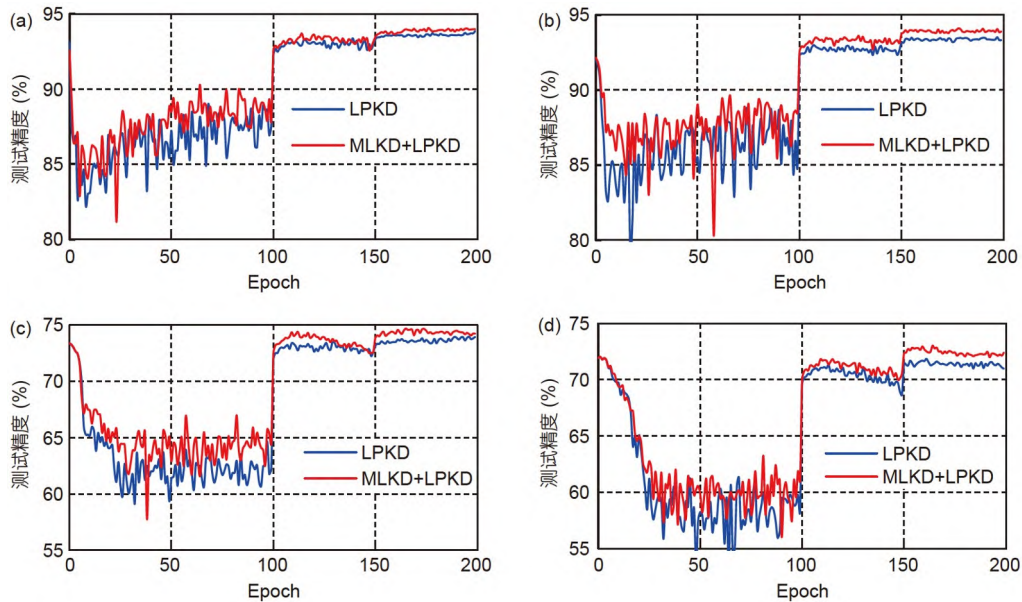 (a)
95
90
85
80
测试精度 (%)
LPKD
MLKD+LPKD
0 50 100 150 200
Epoch
(b)
95
90
85
80
测试精度 (%)
LPKD
MLKD+LPKD
0 50 100 150 200
Epoch
(c)
75
70
65
60
55
测试精度 (%)
LPKD
MLKD+LPKD
0 50 100 150 200
Epoch
(d)
75
70
65
60
55
测试精度 (%)
LPKD
MLKD+LPKD
0 50 100 150 200
Epoch